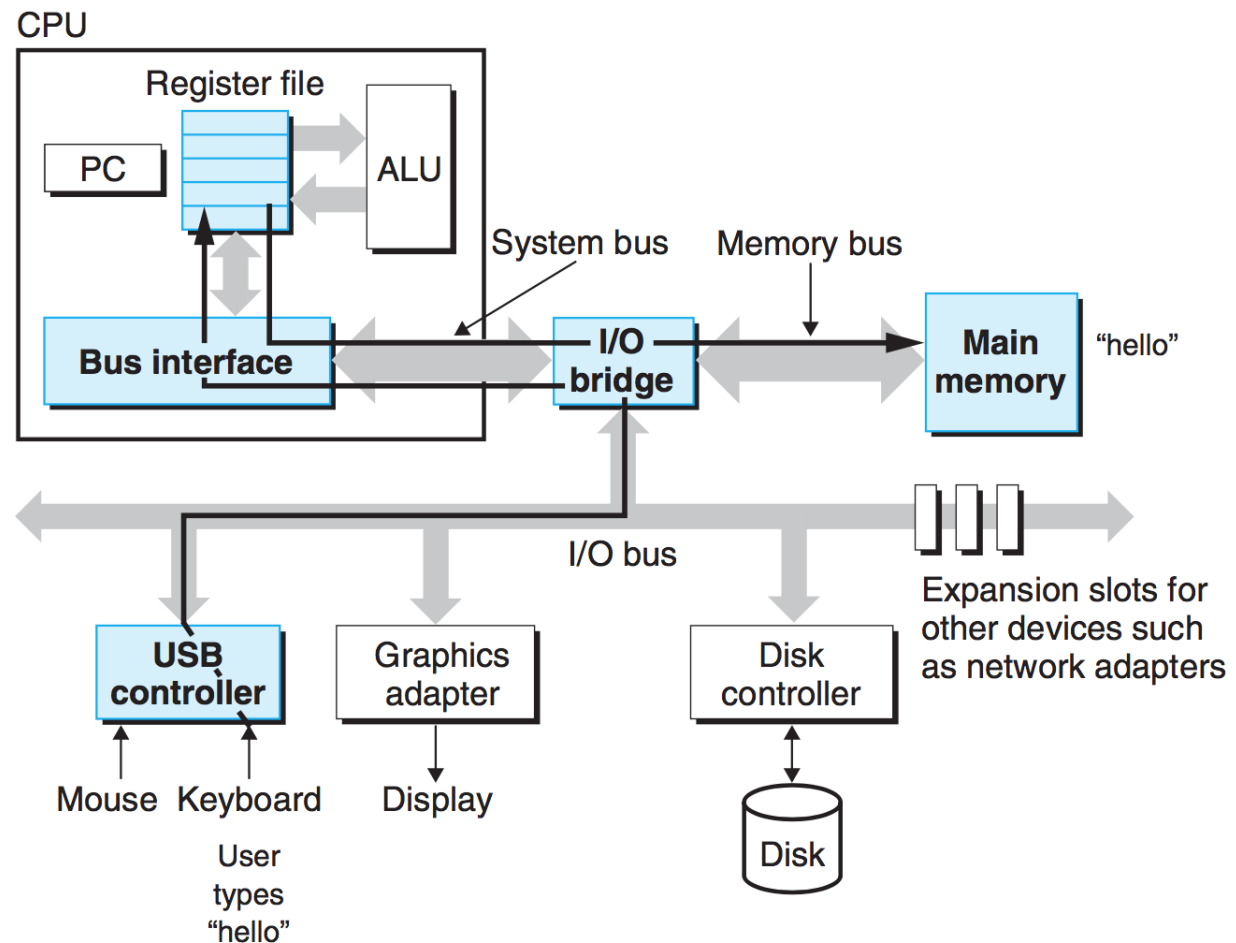 CPU
Register file
PC
ALU
System bus
Memory bus
Bus interface
I/O
bridge
Main
memory
“hello”
I/O bus
Expansion slots for
other devices such
as network adapters
USB
controller
Graphics
adapter
Disk
controller
Mouse
Keyboard
Display
Disk
User
types
“hello”